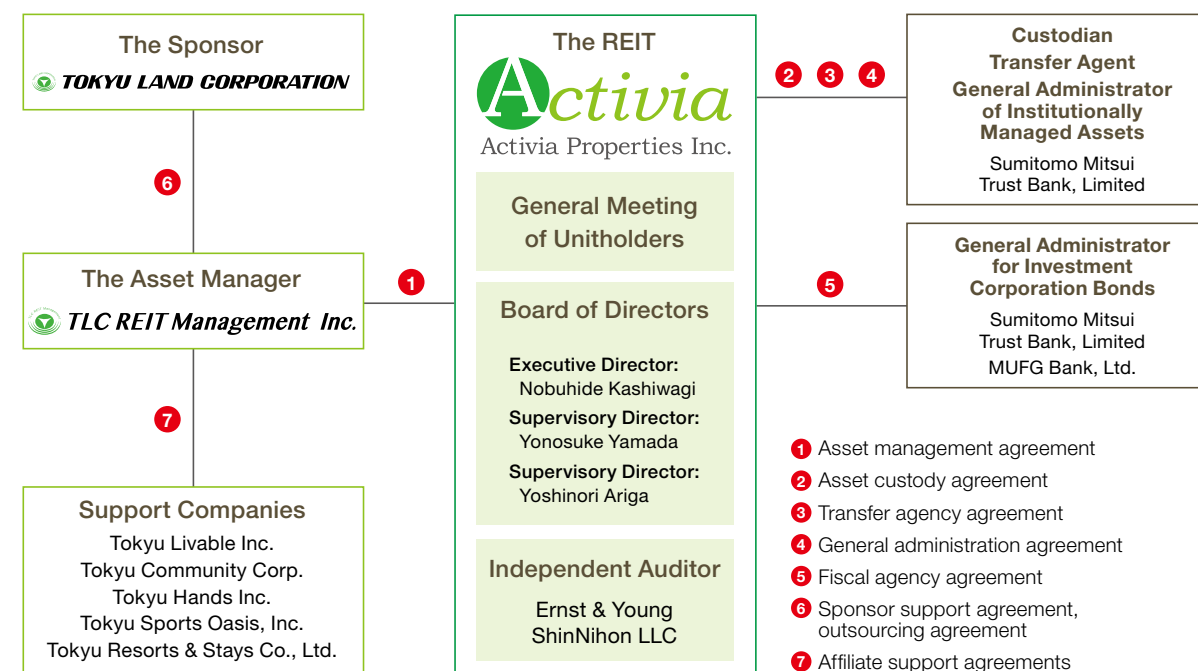 The Sponsor
TOKYU LAND CORPORATION
6
The Asset Manager
TLC REIT Management Inc.
1
7
Support Companies
Tokyu Livable Inc.
Tokyu Community Corp.
Tokyu Hands Inc.
Tokyu Sports Oasis, Inc.
Tokyu Resorts & Stays Co., Ltd.
The REIT
Activia
Activia Properties Inc.
General Meeting
of Unitholders
Board of Directors
Executive Director:
Nobuhide Kashiwagi
Supervisory Director:
Yonosuke Yamada
Supervisory Director:
Yoshinori Ariga
Independent Auditor
Ernst & Young
ShinNihon LLC
2 3 4
Custodian
Transfer Agent
General Administrator
of Institutionally
Managed Assets
Sumitomo Mitsui
Trust Bank, Limited
5
General Administrator
for Investment
Corporation Bonds
Sumitomo Mitsui
Trust Bank, Limited
MUFG Bank, Ltd.
1 Asset management agreement
2 Asset custody agreement
3 Transfer agency agreement
4 General administration agreement
5 Fiscal agency agreement
6 Sponsor support agreement,
outsourcing agreement
7 Affiliate support agreements